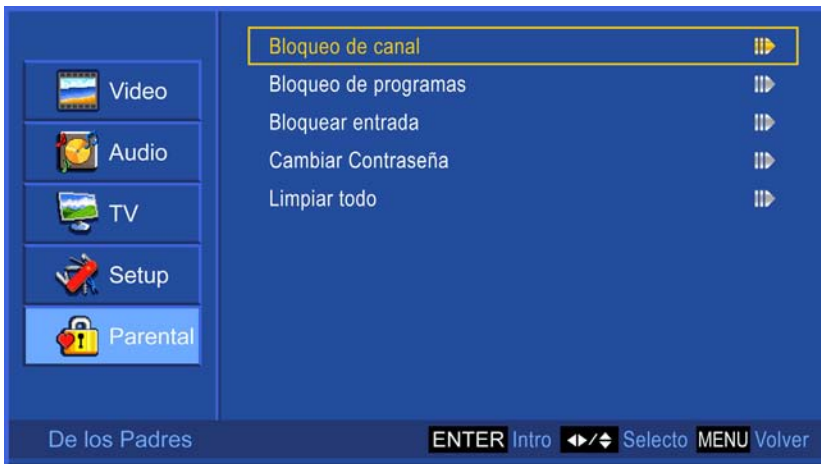 Video
Audio
TV
Setup
Parental
Bloqueo de canal
Bloqueo de programas
Bloquear entrada
Cambiar Contraseña
Limpiar todo
De los Padres
ENTER Intro / Selecto MENU Volver